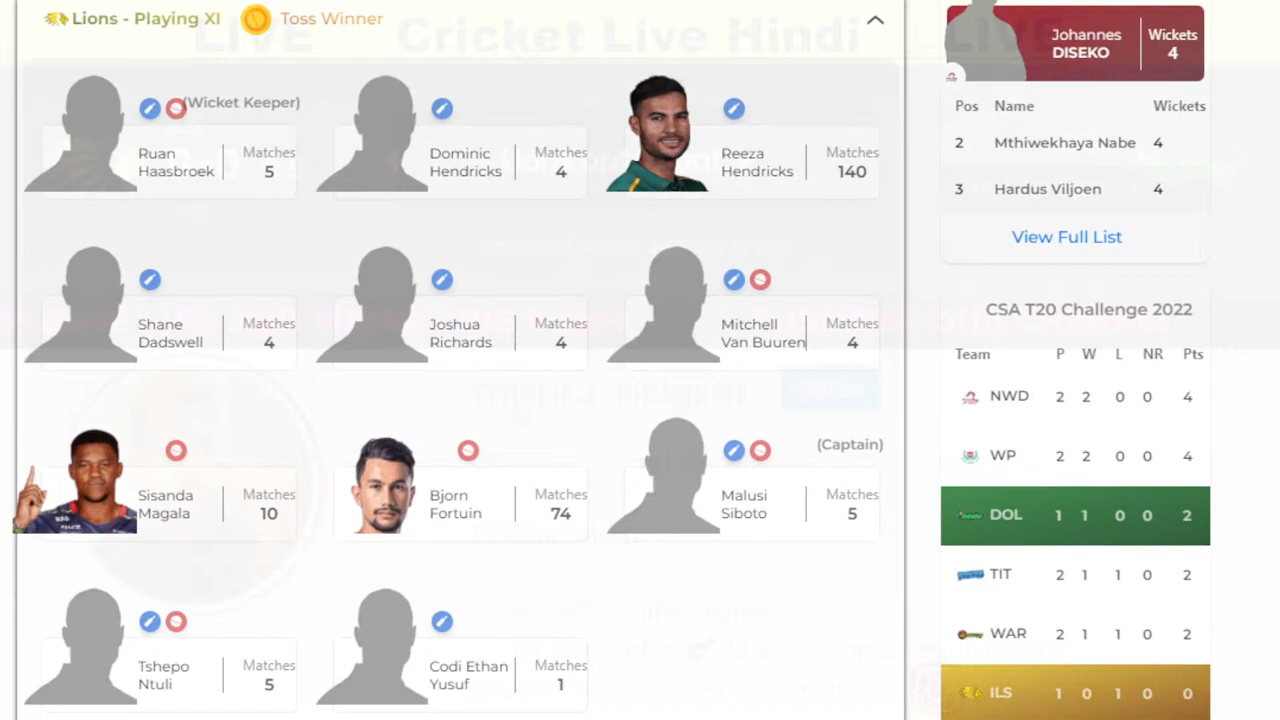 Lions - Playing XI
Toss Winner
LIVE
Cricket Live Hindi
LIVE
(Wicket Keeper)
Ruan
Haasbroek
Matches
5
Dominic
Hendricks
Matches
4
Reeza
Hendricks
Matches
140
Shane
Dadswell
Matches
4
Joshua
Richards
Matches
4
Mitchell
Van Buuren
Matches
4
Sisanda
Magala
Matches
10
Bjorn
Fortuin
Matches
74
(Captain)
Malusi
Siboto
Matches
5
Tshepo
Ntuli
Matches
5
Codi Ethan
Yusuf
Matches
1
Johannes
DISEKO
Wickets
4
Pos Name Wickets
2 Mthiwekhaya Nabe 4
3 Hardus Viljoen 4
View Full List
CSA T20 Challenge 2022
Team P W L NR Pts
NWD 2 2 0 0 4
WP 2 2 0 0 4
DOL 1 1 0 0 2
TIT 2 1 1 0 2
WAR 2 1 1 0 2
ILS 1 0 1 0 0